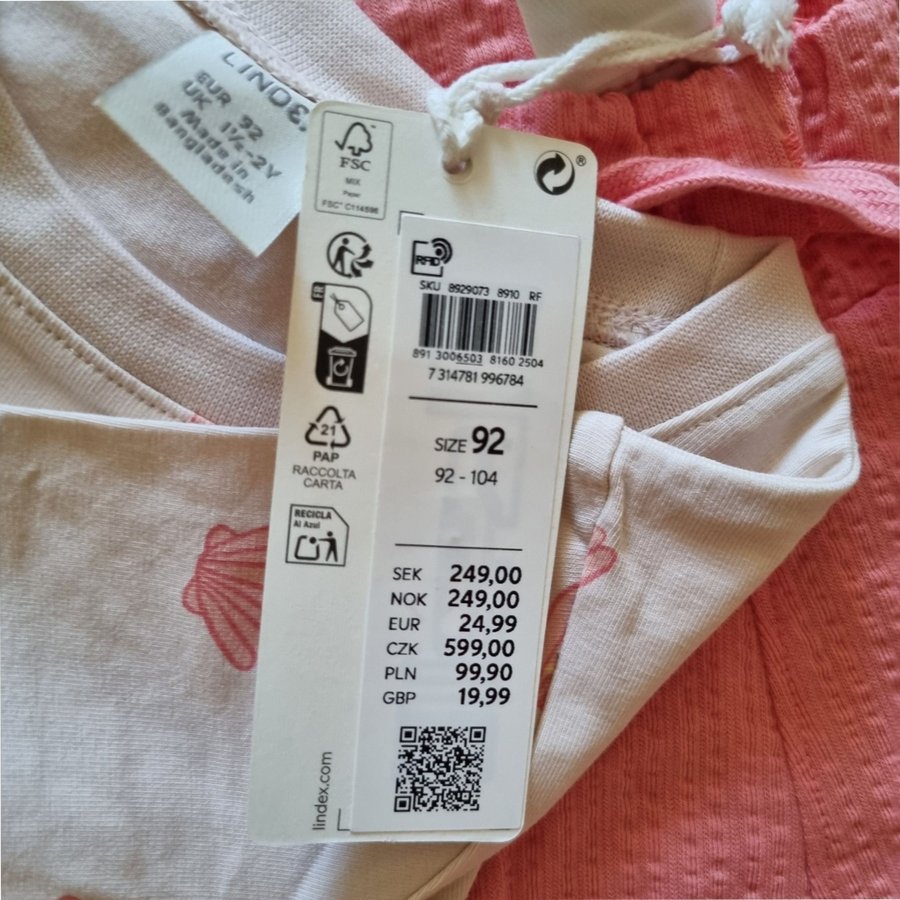 LINDEX
EUR 92
UK 1½-2Y
Made in
Bangladesh
FSC
MIX
Paper
FSC® C114598
®
RFID
SKU 8929073 8910 RF
891 3006503 8160 2504
7 314781 996784
SIZE 92
92 - 104
21
PAP
RACCOLTA
CARTA
RECICLA
Al Azul
SEK 249,00
NOK 249,00
EUR 24,99
CZK 599,00
PLN 99,90
GBP 19,99
lindex.com